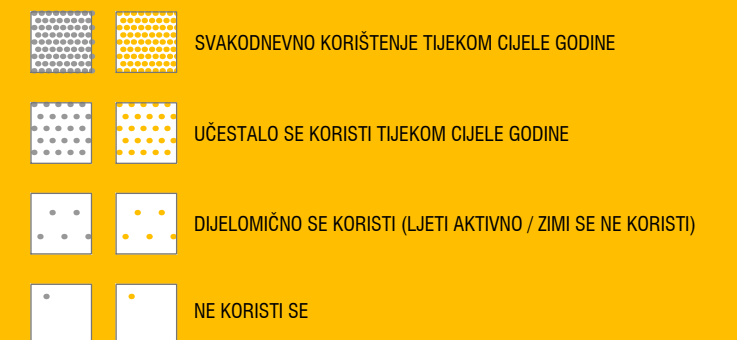 SVAKODNEVNO KORIŠTENJE TIJEKOM CIJELE GODINE
UČESTALO SE KORISTI TIJEKOM CIJELE GODINE
DIJELOMIČNO SE KORISTI (LJETI AKTIVNO / ZIMI SE NE KORISTI)
NE KORISTI SE